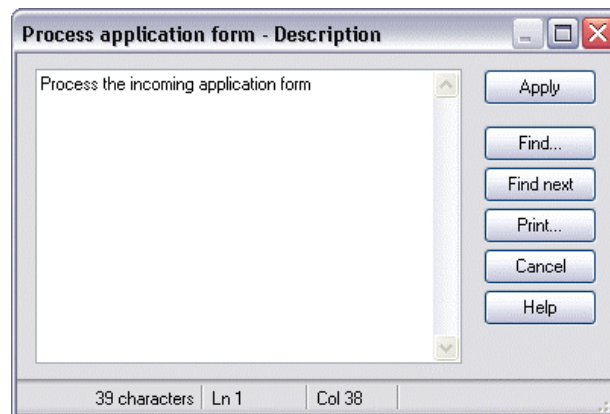 Process application form - Description
Process the incoming application form
Apply
Find...
Find next
Print...
Cancel
Help
39 characters Ln 1 Col 38